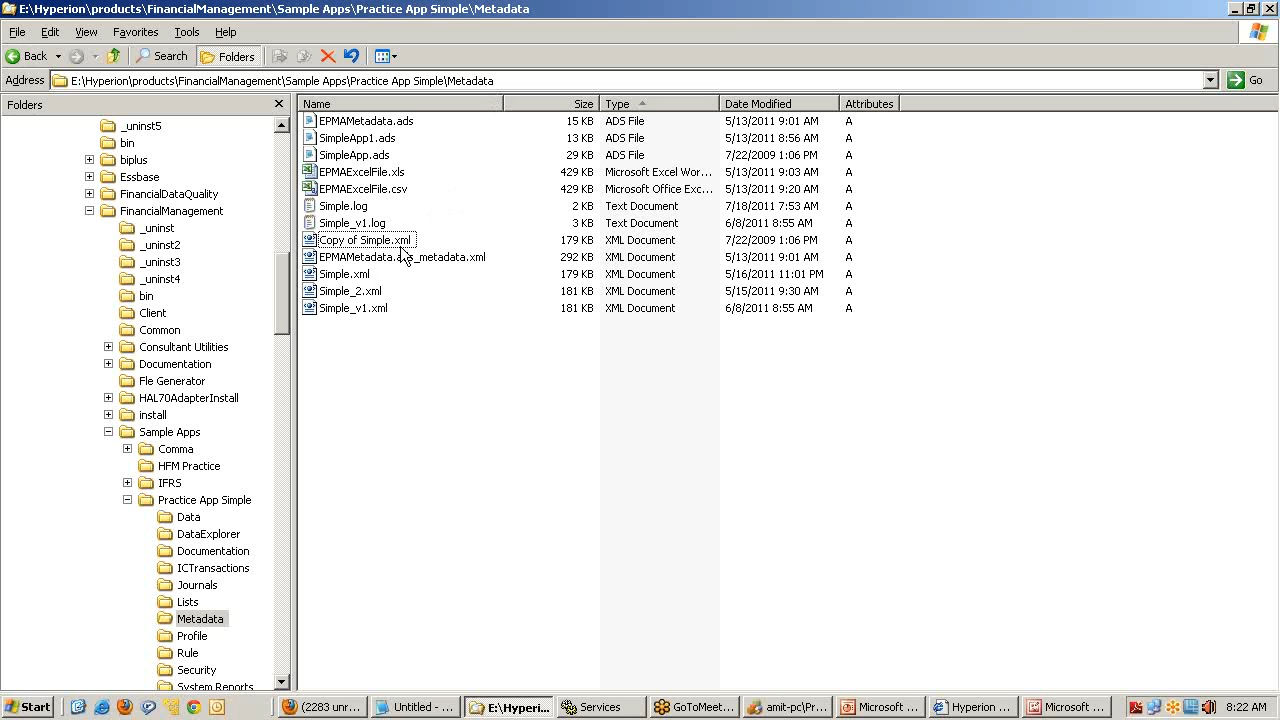 E:\Hyperion\products\FinancialManagement\Sample Apps\Practice App Simple\Metadata
File Edit View Favorites Tools Help
Back Search Folders
Address E:\Hyperion\products\FinancialManagement\Sample Apps\Practice App Simple\Metadata Go
Folders
_uninst5
bin
biplus
Essbase
FinancialDataQuality
FinancialManagement
_uninst
_uninst2
_uninst3
_uninst4
bin
Client
Common
Consultant Utilities
Documentation
Fle Generator
HAL70AdapterInstall
install
Sample Apps
Comma
HFM Practice
IFRS
Practice App Simple
Data
DataExplorer
Documentation
ICTransactions
Journals
Lists
Metadata
Profile
Rule
Security
System Reports
Name Size Type Date Modified Attributes
EPMAMetadata.ads 15 KB ADS File 5/13/2011 9:01 AM A
SimpleApp1.ads 13 KB ADS File 5/13/2011 8:56 AM A
SimpleApp.ads 29 KB ADS File 7/22/2009 1:06 PM A
EPMAExcelFile.xls 429 KB Microsoft Excel Wor... 5/13/2011 9:03 AM A
EPMAExcelFile.csv 429 KB Microsoft Office Exc... 5/13/2011 9:20 AM A
Simple.log 2 KB Text Document 7/18/2011 7:53 AM A
Simple_v1.log 3 KB Text Document 6/8/2011 8:55 AM A
Copy of Simple.xml 179 KB XML Document 7/22/2009 1:06 PM A
EPMAMetadata.ads_metadata.xml 292 KB XML Document 5/13/2011 9:01 AM A
Simple.xml 179 KB XML Document 5/16/2011 11:01 PM A
Simple_2.xml 181 KB XML Document 5/15/2011 9:30 AM A
Simple_v1.xml 181 KB XML Document 6/8/2011 8:55 AM A
Start (2283 unr... Untitled - ... E:\Hyperi... Services GoToMeet... amit-pc\Pr... Microsoft ... Hyperion ... Microsoft ... 8:22 AM